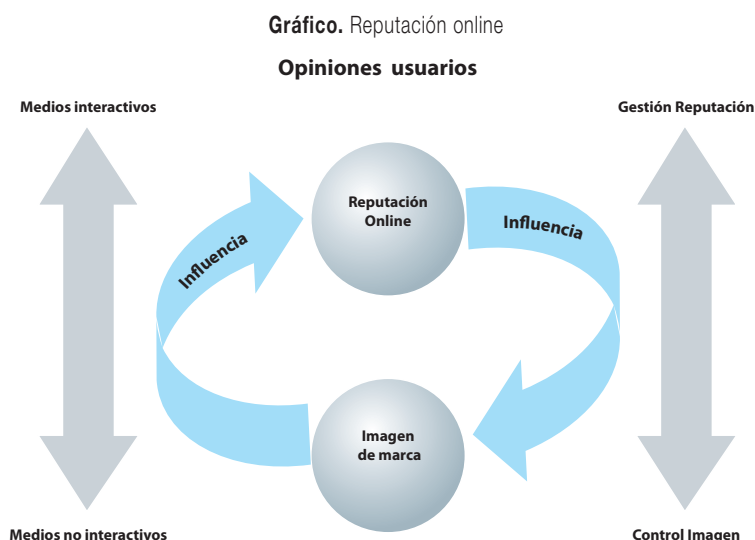 Gráfico. Reputación online
Opiniones usuarios
Medios interactivos
Gestión Reputación
Reputación
Online
Influencia
Influencia
Imagen
de marca
Medios no interactivos
Control Imagen